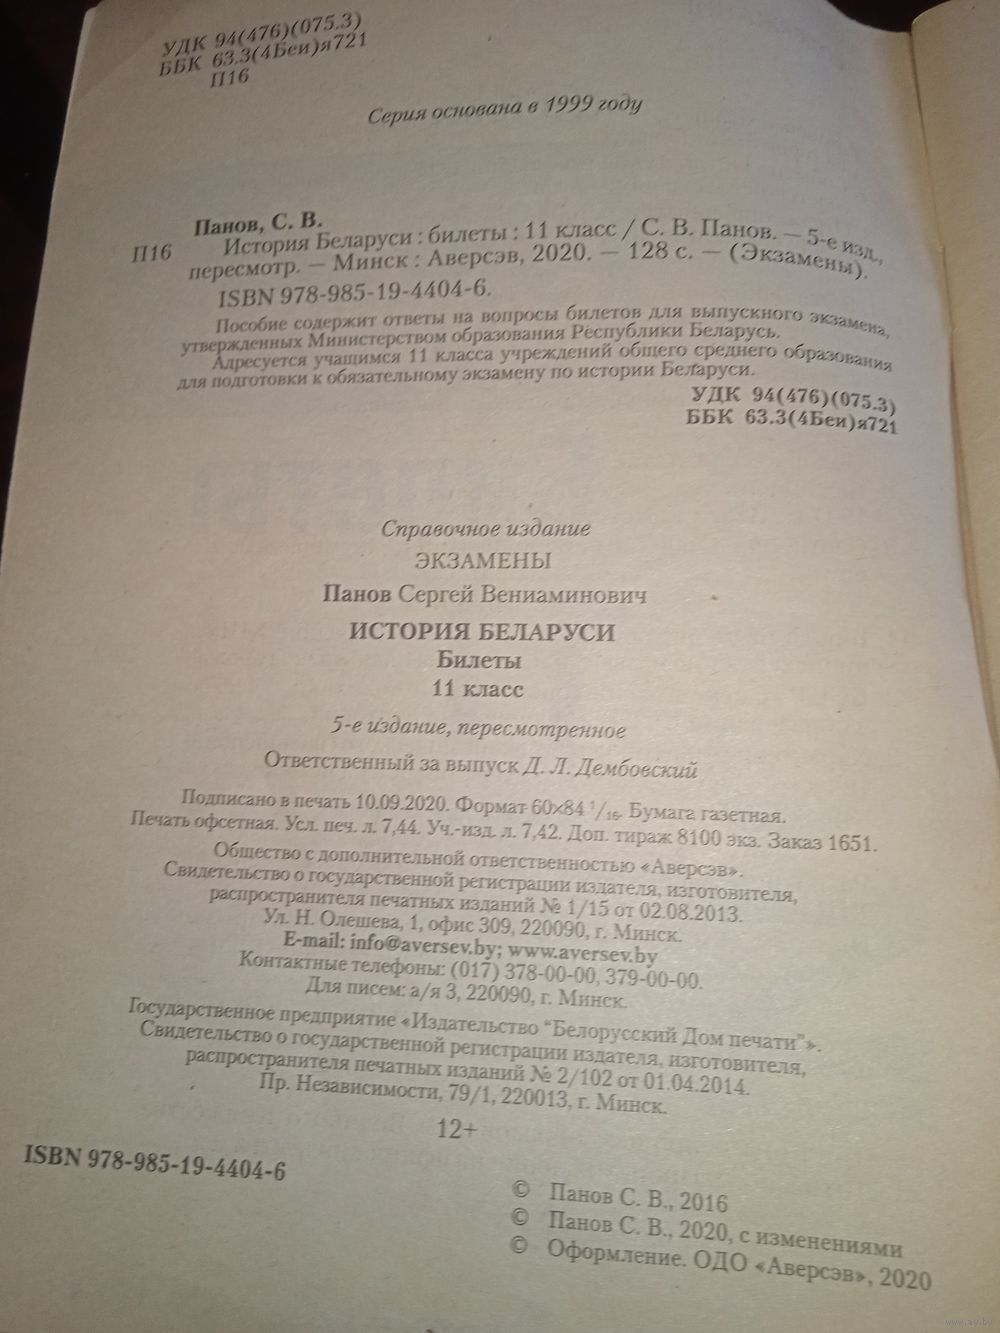 УДК 94(476)(075.3)
ББК 63.3(4Беи)я721
П16
Серия основана в 1999 году
Панов, С. В.
П16 История Беларуси : билеты : 11 класс / С. В. Панов. — 5-е изд.,
пересмотр. — Минск : Аверсэв, 2020. — 128 с. — (Экзамены).
ISBN 978-985-19-4404-6.
Пособие содержит ответы на вопросы билетов для выпускного экзамена,
утвержденных Министерством образования Республики Беларусь.
Адресуется учащимся 11 класса учреждений общего среднего образования
для подготовки к обязательному экзамену по истории Беларуси.
УДК 94(476)(075.3)
ББК 63.3(4Беи)я721
Справочное издание
ЭКЗАМЕНЫ
Панов Сергей Вениаминович
ИСТОРИЯ БЕЛАРУСИ
Билеты
11 класс
5-е издание, пересмотренное
Ответственный за выпуск Д. Л. Дембовский
Подписано в печать 10.09.2020. Формат 60×84 1/16. Бумага газетная.
Печать офсетная. Усл. печ. л. 7,44. Уч.-изд. л. 7,42. Доп. тираж 8100 экз. Заказ 1651.
Общество с дополнительной ответственностью «Аверсэв».
Свидетельство о государственной регистрации издателя, изготовителя,
распространителя печатных изданий № 1/15 от 02.08.2013.
Ул. Н. Олешева, 1, офис 309, 220090, г. Минск.
E-mail: info@aversev.by; www.aversev.by
Контактные телефоны: (017) 378-00-00, 379-00-00.
Для писем: а/я 3, 220090, г. Минск.
Государственное предприятие «Издательство “Белорусский Дом печати”».
Свидетельство о государственной регистрации издателя, изготовителя,
распространителя печатных изданий № 2/102 от 01.04.2014.
Пр. Независимости, 79/1, 220013, г. Минск.
12+
ISBN 978-985-19-4404-6
© Панов С. В., 2016
© Панов С. В., 2020, с изменениями
© Оформление. ОДО «Аверсэв», 2020
www.ay.by